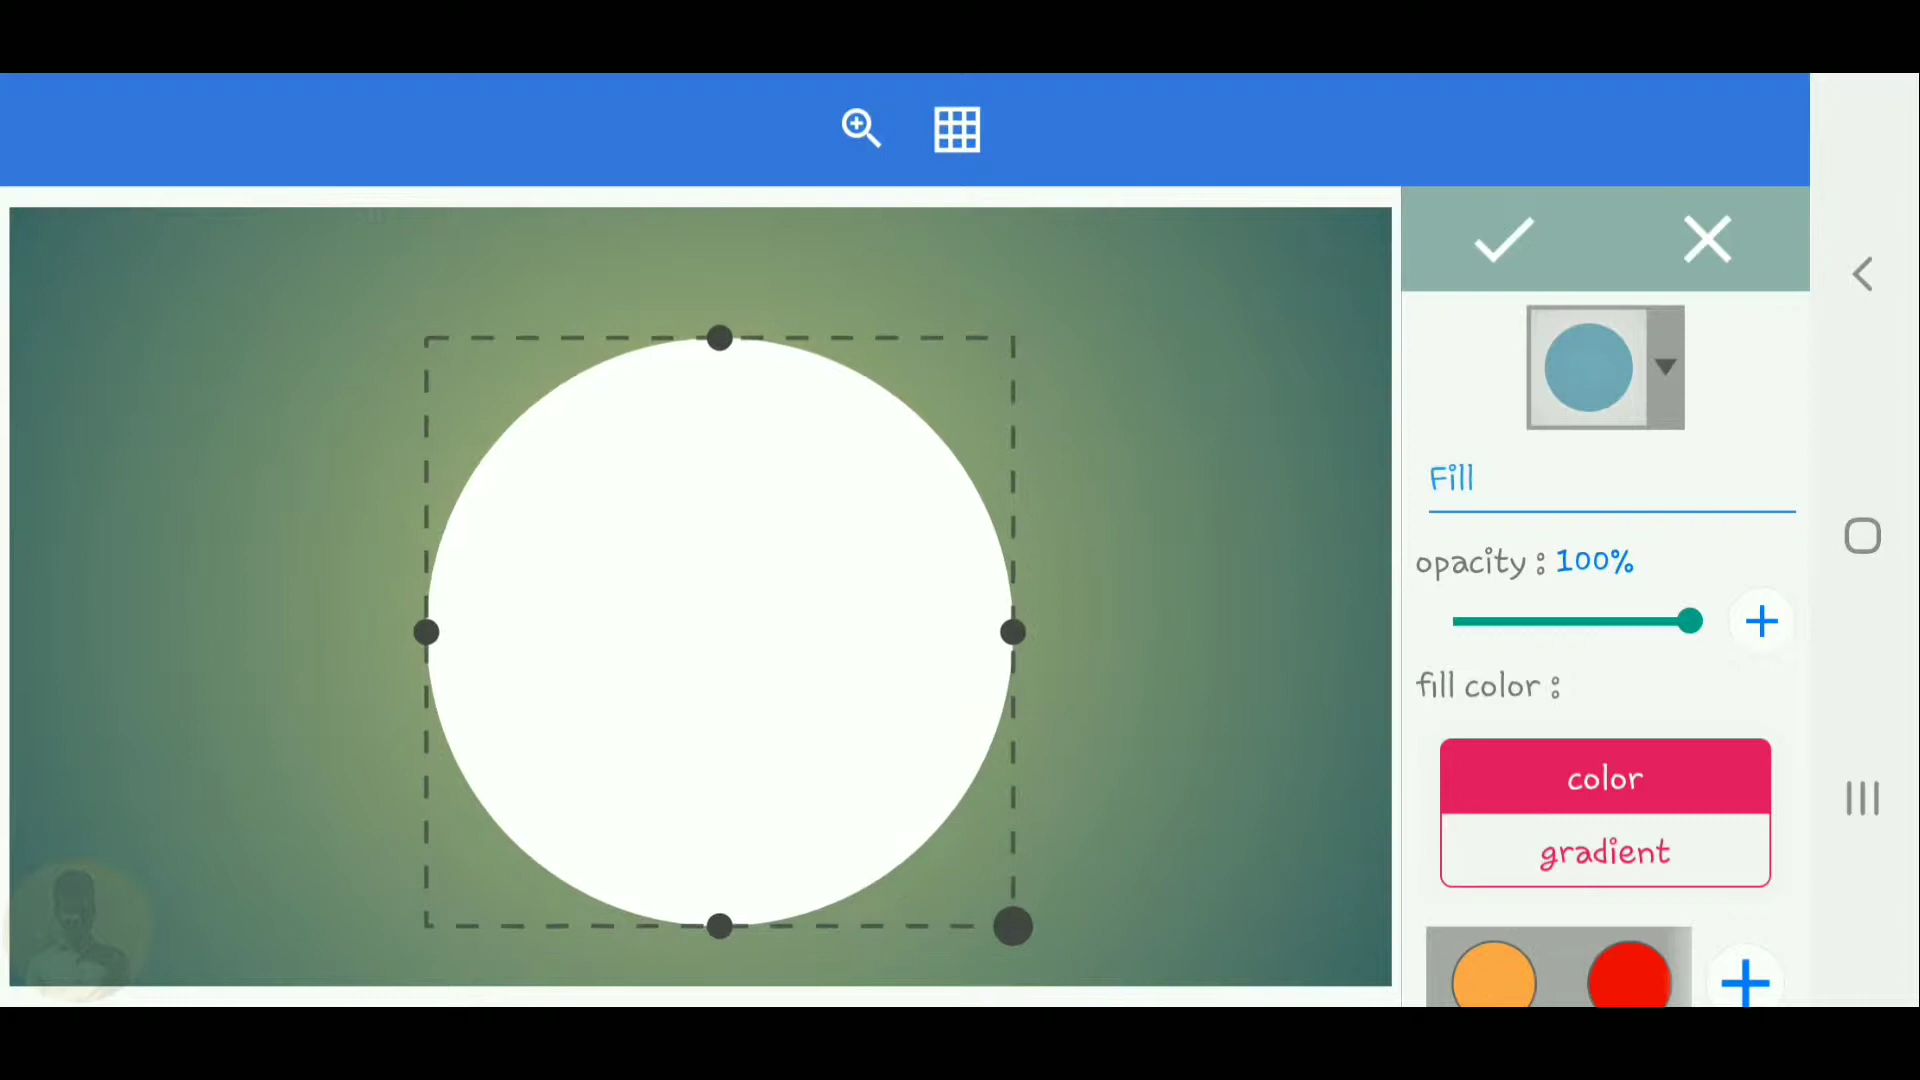 Fill
opacity : 100%
fill color :
color
gradient